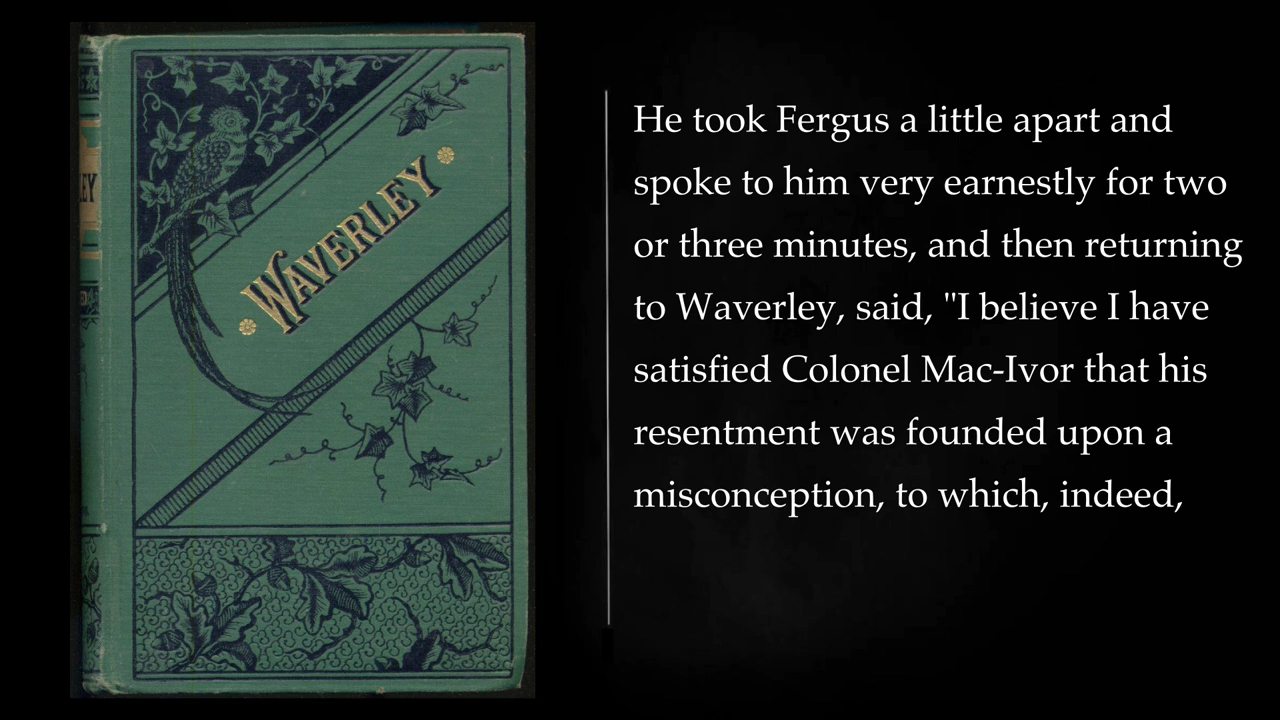 WAVERLEY
He took Fergus a little apart and
spoke to him very earnestly for two
or three minutes, and then returning
to Waverley, said, "I believe I have
satisfied Colonel Mac-Ivor that his
resentment was founded upon a
misconception, to which, indeed,